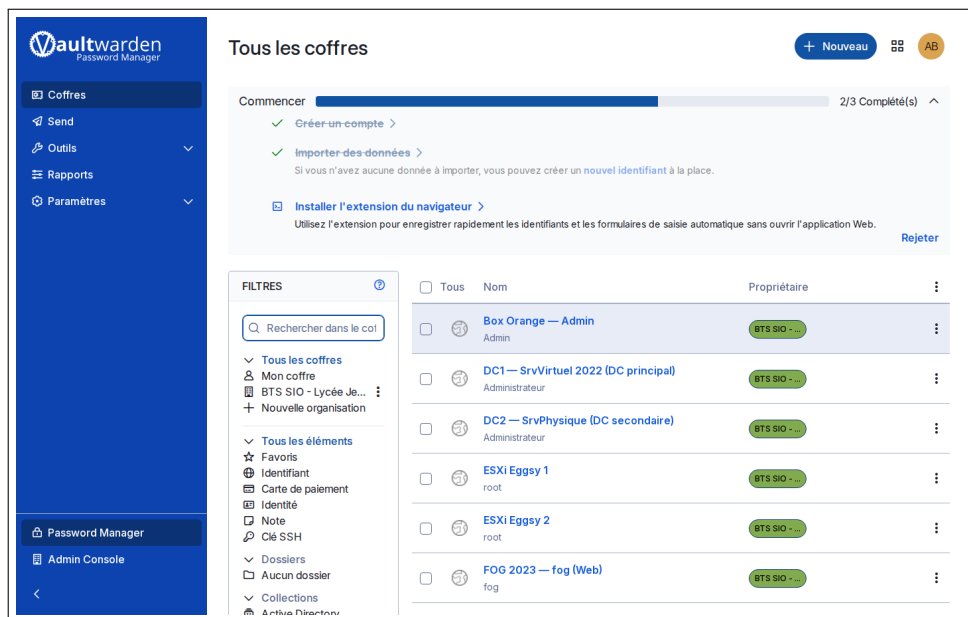 Vaultwarden
Password Manager
Coffres
Send
Outils
Rapports
Paramètres
Password Manager
Admin Console
Tous les coffres
Nouveau
AB
Commencer
2/3 Complété(s)
Créer un compte
Importer des données
Si vous n'avez aucune donnée à importer, vous pouvez créer un nouvel identifiant à la place.
Installer l'extension du navigateur
Utilisez l'extension pour enregistrer rapidement les identifiants et les formulaires de saisie automatique sans ouvrir l'application Web.
Rejeter
FILTRES
Rechercher dans le cof
Tous les coffres
Mon coffre
BTS SIO - Lycée Je...
Nouvelle organisation
Tous les éléments
Favoris
Identifiant
Carte de paiement
Identité
Note
Clé SSH
Dossiers
Aucun dossier
Collections
Active Directory
Tous Nom Propriétaire
Box Orange — Admin
Admin
BTS SIO - ...
DC1 — SrvVirtuel 2022 (DC principal)
Administrateur
BTS SIO - ...
DC2 — SrvPhysique (DC secondaire)
Administrateur
BTS SIO - ...
ESXi Eggsy 1
root
BTS SIO - ...
ESXi Eggsy 2
root
BTS SIO - ...
FOG 2023 — fog (Web)
fog
BTS SIO - ...